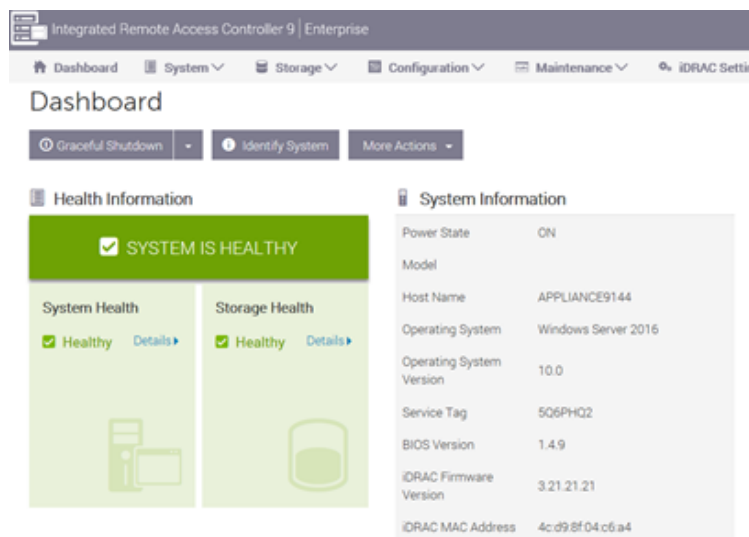 Integrated Remote Access Controller 9 | Enterprise
Dashboard System Storage Configuration Maintenance iDRAC Setti
Dashboard
Graceful Shutdown Identify System More Actions
Health Information
SYSTEM IS HEALTHY
System Health
Healthy Details
Storage Health
Healthy Details
System Information
Power State ON
Model
Host Name APPLIANCE9144
Operating System Windows Server 2016
Operating System
Version 10.0
Service Tag 5Q6PHQ2
BIOS Version 1.4.9
iDRAC Firmware
Version 3.21.21.21
iDRAC MAC Address 4c:d9:8f:04:c6:a4